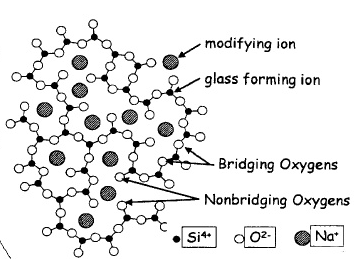 modifying ion
glass forming ion
Bridging Oxygens
Nonbridging Oxygens
Si⁴⁺ O²⁻ Na⁺